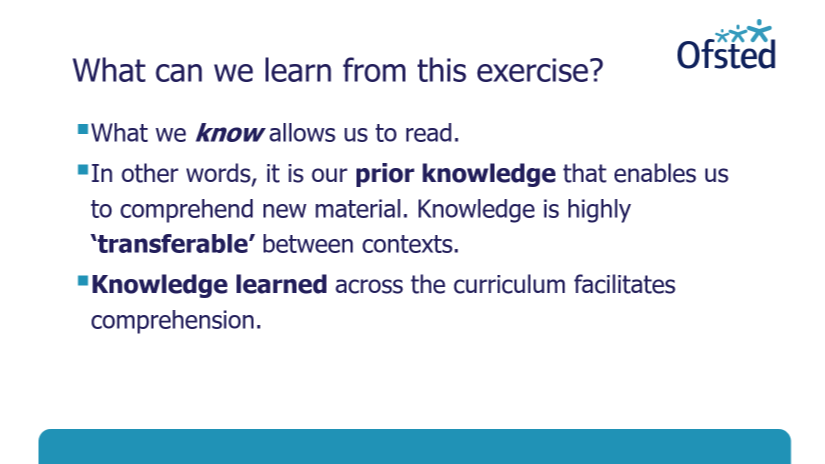 Ofsted
What can we learn from this exercise?
▪What we know allows us to read.
▪In other words, it is our prior knowledge that enables us
to comprehend new material. Knowledge is highly
‘transferable’ between contexts.
▪Knowledge learned across the curriculum facilitates
comprehension.